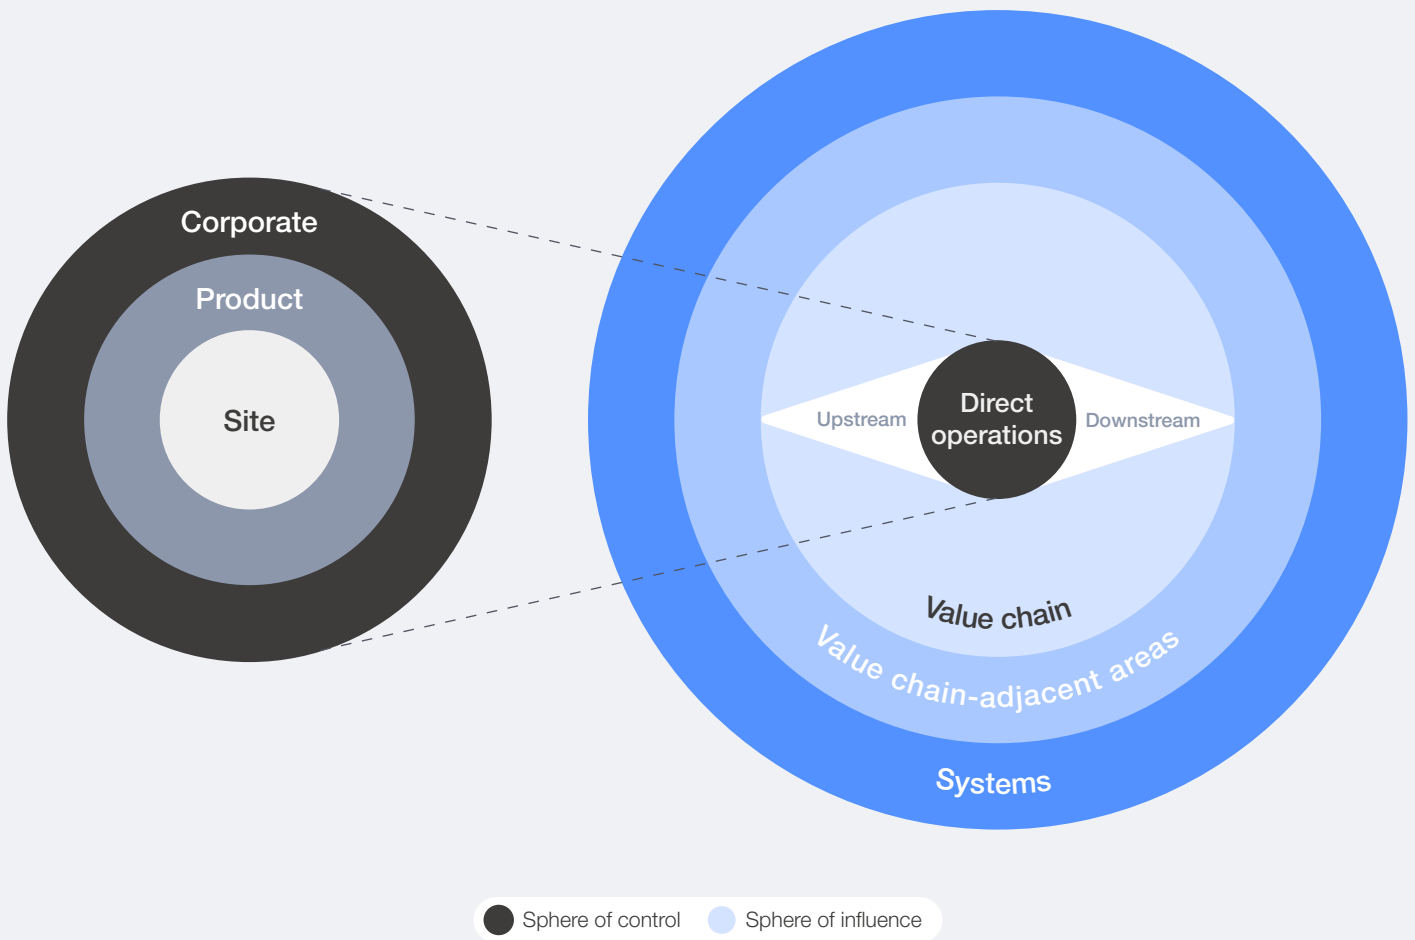 Corporate
Product
Site
Direct
operations
Upstream
Downstream
Value chain
Value chain-adjacent areas
Systems
Sphere of control
Sphere of influence